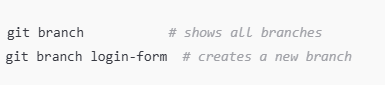 git branch           # shows all branches
git branch login-form  # creates a new branch